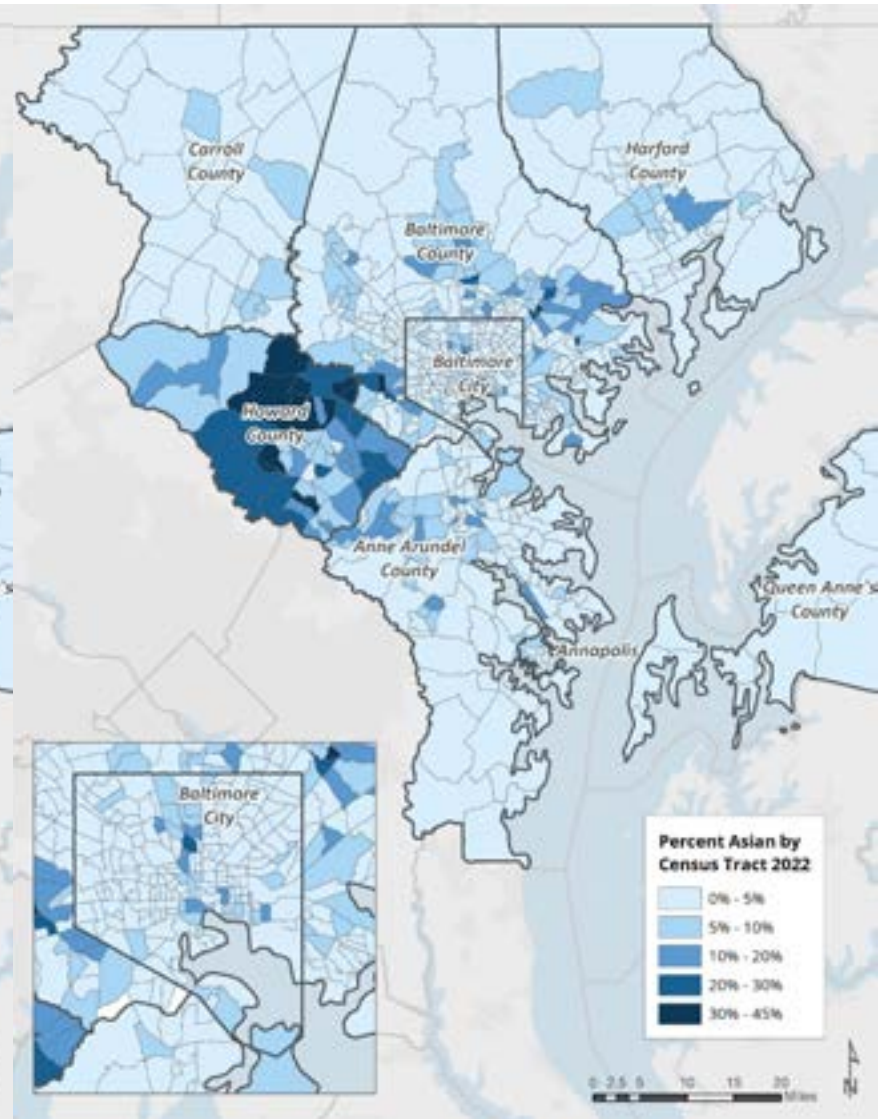 Carroll
County
Harford
County
Baltimore
County
Baltimore
City
Howard
County
Anne Arundel
County
's
Queen Anne's
County
Annapolis
Baltimore
City
Percent Asian by
Census Tract 2022
0% - 5%
5% - 10%
10% - 20%
20% - 30%
30% - 45%
0 2.5 5 10 15 20
Miles
N